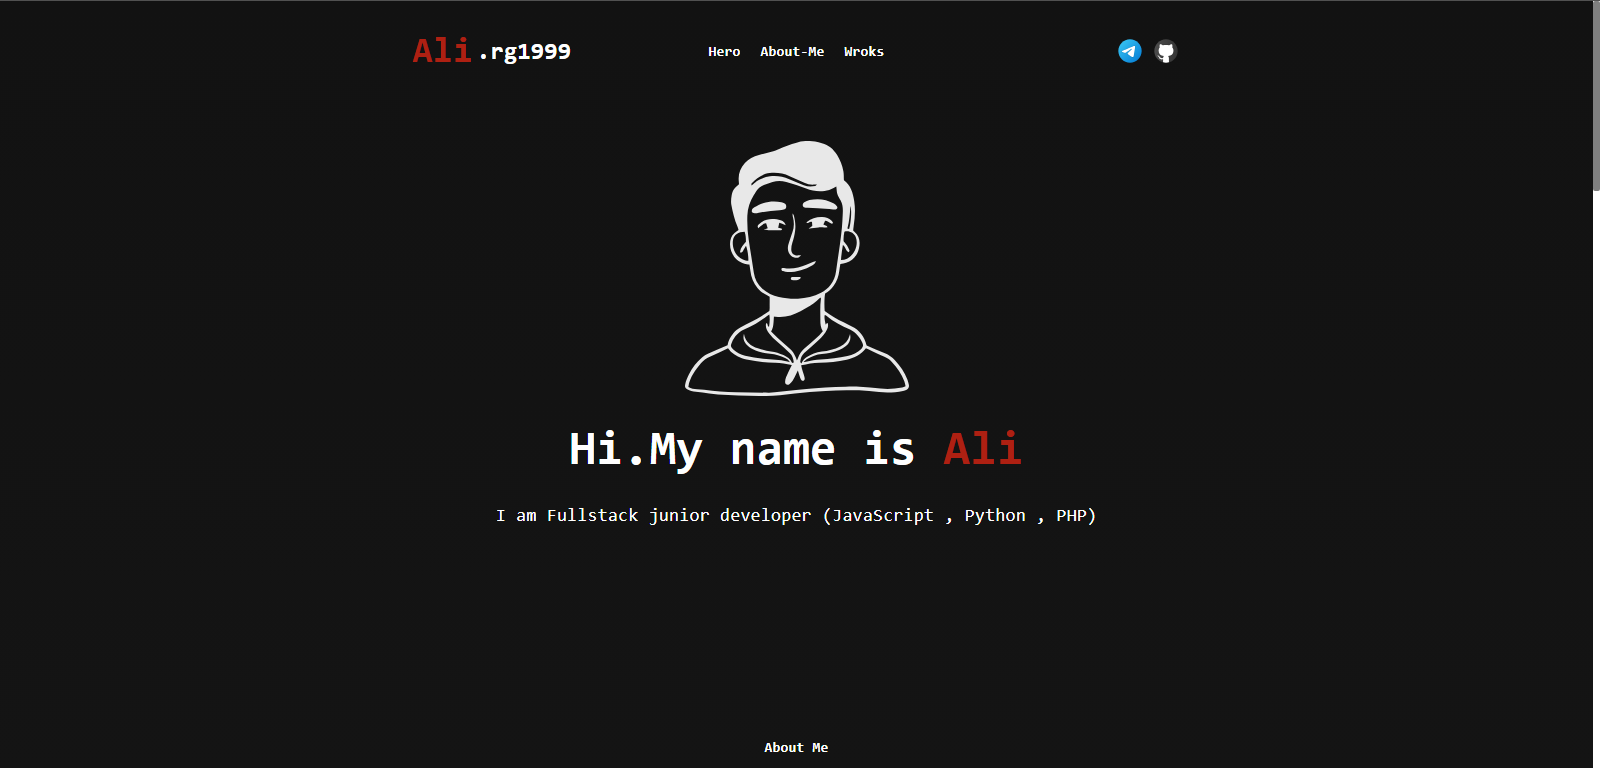 Ali .rg1999 Hero About-Me Wroks
Hi.My name is Ali
I am Fullstack junior developer (JavaScript , Python , PHP)
About Me